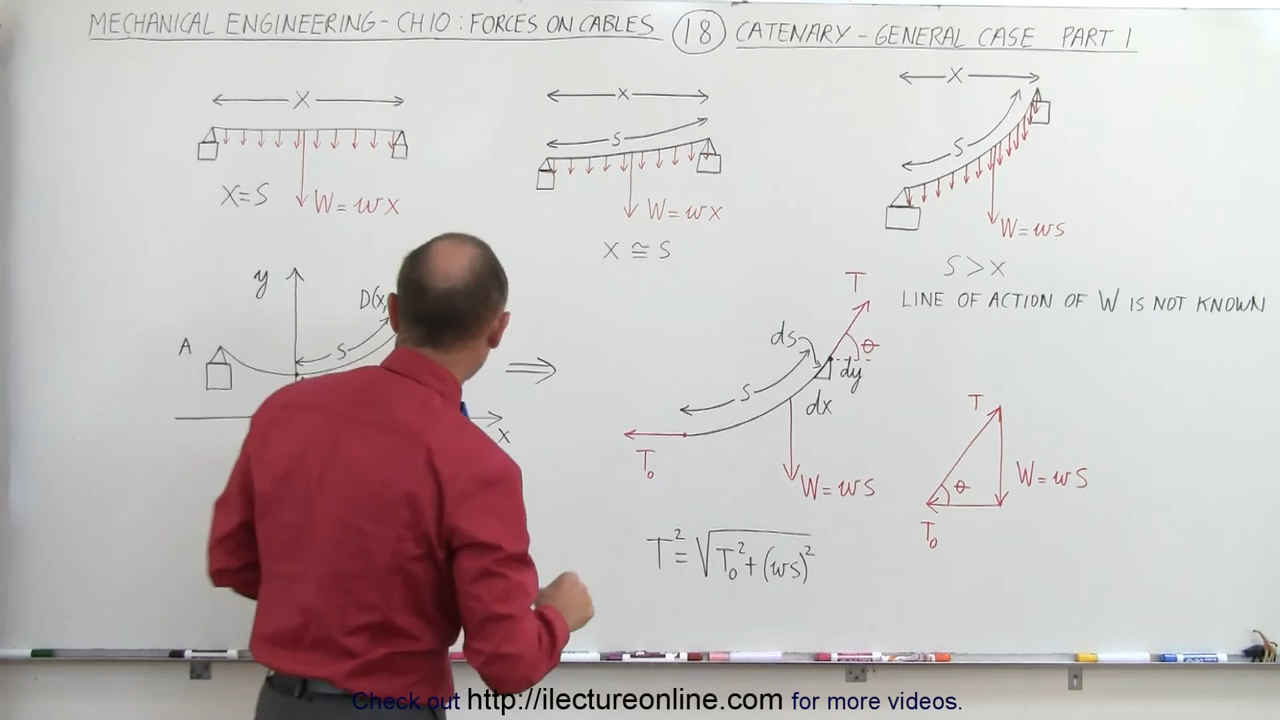 MECHANICAL ENGINEERING - CH 10 : FORCES ON CABLES (18) CATENARY - GENERAL CASE PART 1
X
S
W = wX
X = S
X
S
W = wX
X ≅ S
X
S
W = wS
S > X
LINE OF ACTION OF W IS NOT KNOWN
y
A
D(x,
S
x
⇒
T
θ
ds
dy
dx
S
T₀
W = wS
T
θ
W = wS
T₀
T² = √(T₀² + (wS)²)
Check out http://ilectureonline.com for more videos.